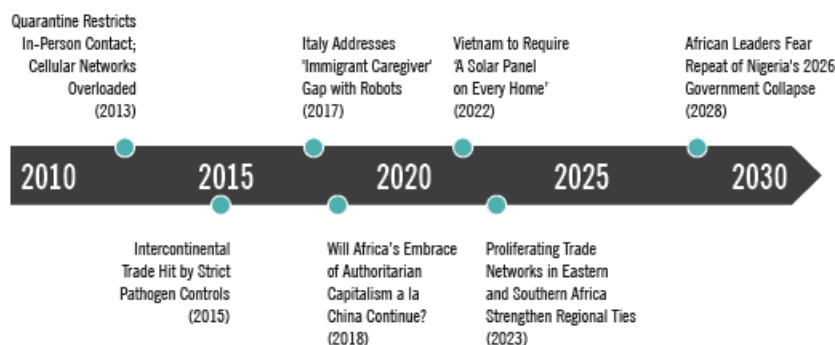 Quarantine Restricts
In-Person Contact;
Cellular Networks
Overloaded
(2013)
Italy Addresses
'Immigrant Caregiver'
Gap with Robots
(2017)
Vietnam to Require
‘A Solar Panel
on Every Home’
(2022)
African Leaders Fear
Repeat of Nigeria's 2026
Government Collapse
(2028)
2010
2015
2020
2025
2030
Intercontinental
Trade Hit by Strict
Pathogen Controls
(2015)
Will Africa’s Embrace
of Authoritarian
Capitalism a la
China Continue?
(2018)
Proliferating Trade
Networks in Eastern
and Southern Africa
Strengthen Regional Ties
(2023)